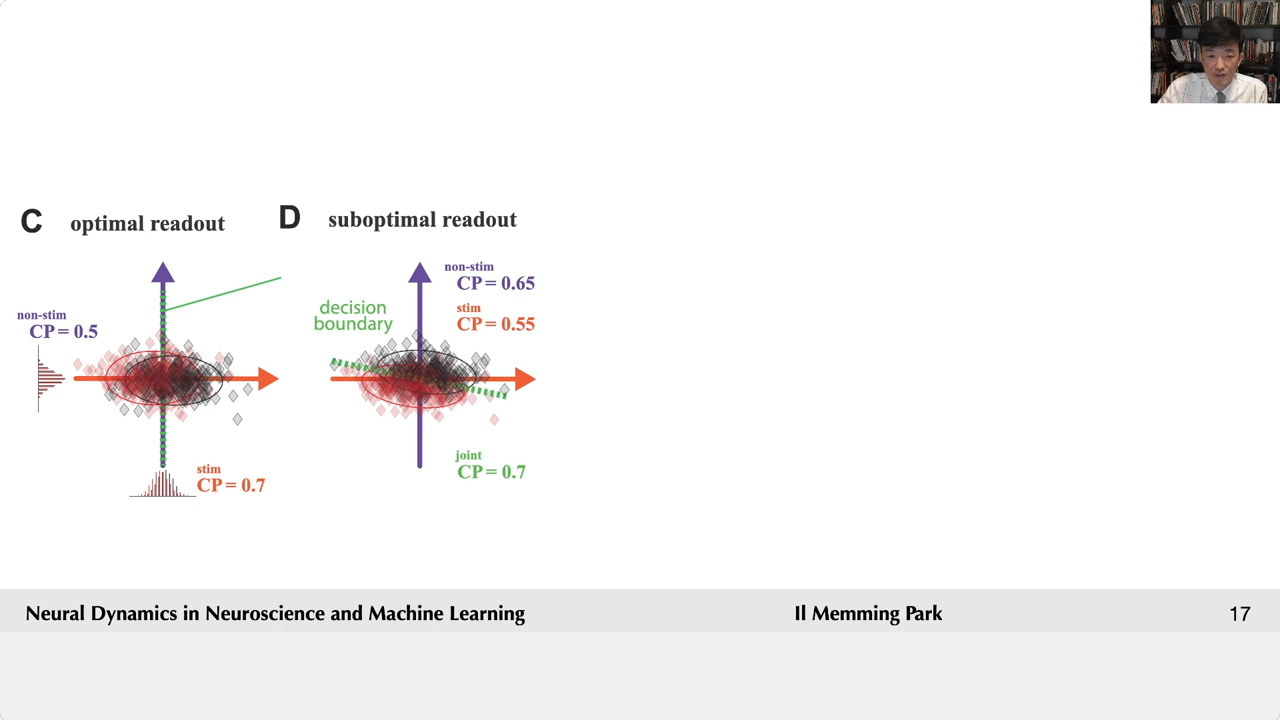 C optimal readout
non-stim
CP = 0.5
stim
CP = 0.7
D suboptimal readout
non-stim
CP = 0.65
stim
CP = 0.55
decision
boundary
joint
CP = 0.7
Neural Dynamics in Neuroscience and Machine Learning Il Memming Park 17